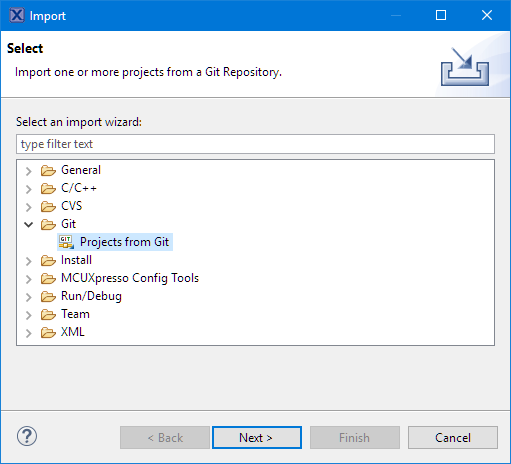 Import
Select
Import one or more projects from a Git Repository.
Select an import wizard:
type filter text
General
C/C++
CVS
Git
GIT
Projects from Git
Install
MCUXpresso Config Tools
Run/Debug
Team
XML
? < Back Next > Finish Cancel